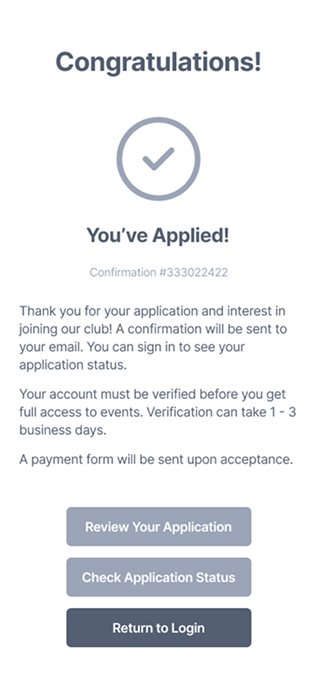 Congratulations!
You’ve Applied!
Confirmation #333022422
Thank you for your application and interest in
joining our club! A confirmation will be sent to
your email. You can sign in to see your
application status.
Your account must be verified before you get
full access to events. Verification can take 1 - 3
business days.
A payment form will be sent upon acceptance.
Review Your Application
Check Application Status
Return to Login